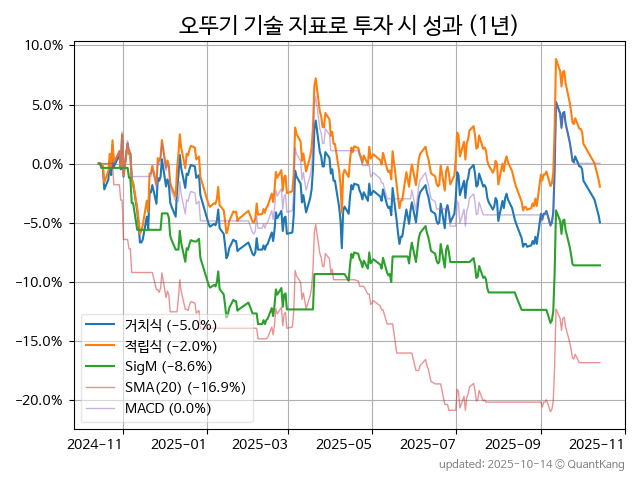 오뚜기 기술 지표로 투자 시 성과 (1년)
10.0%
5.0%
0.0%
−5.0%
−10.0%
−15.0%
−20.0%
거치식 (−5.0%)
적립식 (−2.0%)
SigM (−8.6%)
SMA(20) (−16.9%)
MACD (0.0%)
2024−11 2025−01 2025−03 2025−05 2025−07 2025−09 2025−11
updated: 2025-10-14 © QuantKang